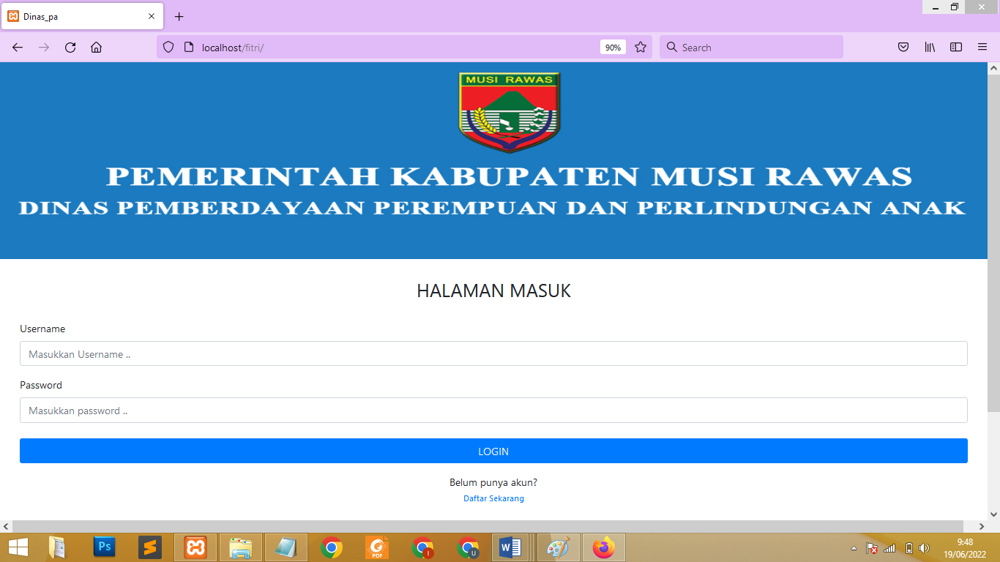 Dinas_pa
localhost/fitri/
90%
Search
MUSI RAWAS
PEMERINTAH KABUPATEN MUSI RAWAS
DINAS PEMBERDAYAAN PEREMPUAN DAN PERLINDUNGAN ANAK
HALAMAN MASUK
Username
Masukkan Username ..
Password
Masukkan password ..
LOGIN
Belum punya akun?
Daftar Sekarang
Ps
PDF
I
U
W
9:48
19/06/2022